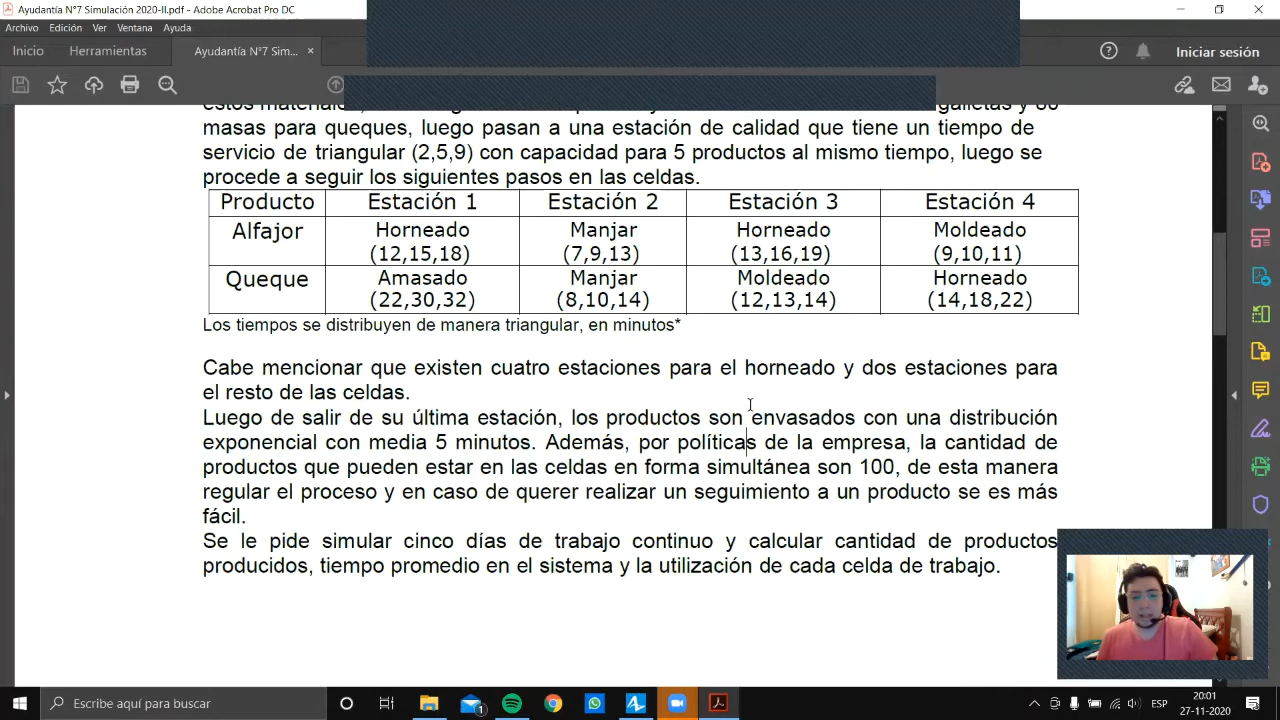 Ayudantía N°7 Simulación 2020-II.pdf - Adobe Acrobat Pro DC
Archivo Edición Ver Ventana Ayuda
Inicio Herramientas Ayudantía N°7 Sim... × Iniciar sesión
estos materiales, galletas y 80
masas para queques, luego pasan a una estación de calidad que tiene un tiempo de
servicio de triangular (2,5,9) con capacidad para 5 productos al mismo tiempo, luego se
procede a seguir los siguientes pasos en las celdas.
Producto Estación 1 Estación 2 Estación 3 Estación 4
Alfajor Horneado Manjar Horneado Moldeado
(12,15,18) (7,9,13) (13,16,19) (9,10,11)
Queque Amasado Manjar Moldeado Horneado
(22,30,32) (8,10,14) (12,13,14) (14,18,22)
Los tiempos se distribuyen de manera triangular, en minutos*
Cabe mencionar que existen cuatro estaciones para el horneado y dos estaciones para
el resto de las celdas.
Luego de salir de su última estación, los productos son envasados con una distribución
exponencial con media 5 minutos. Además, por políticas de la empresa, la cantidad de
productos que pueden estar en las celdas en forma simultánea son 100, de esta manera
regular el proceso y en caso de querer realizar un seguimiento a un producto se es más
fácil.
Se le pide simular cinco días de trabajo continuo y calcular cantidad de productos
producidos, tiempo promedio en el sistema y la utilización de cada celda de trabajo.
Escribe aquí para buscar
1
ESP
20:01
27-11-2020